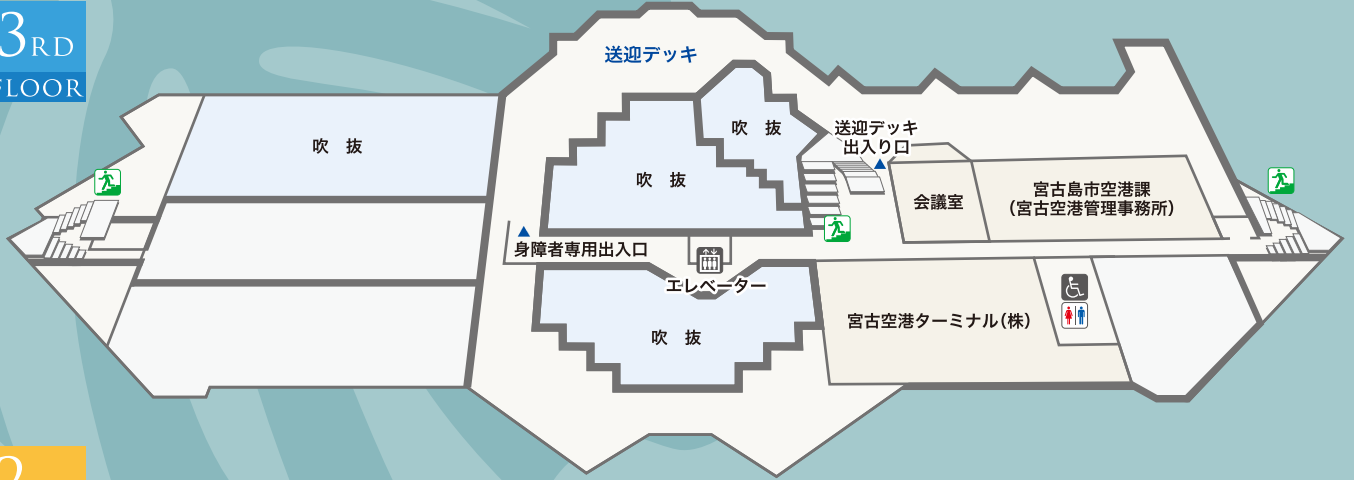 3RD
FLOOR
送迎デッキ
吹 抜
吹 抜
吹 抜
送迎デッキ
出入り口
会議室
宮古島市空港課
（宮古空港管理事務所）
身障者専用出入口
エレベーター
吹 抜
宮古空港ターミナル（株）